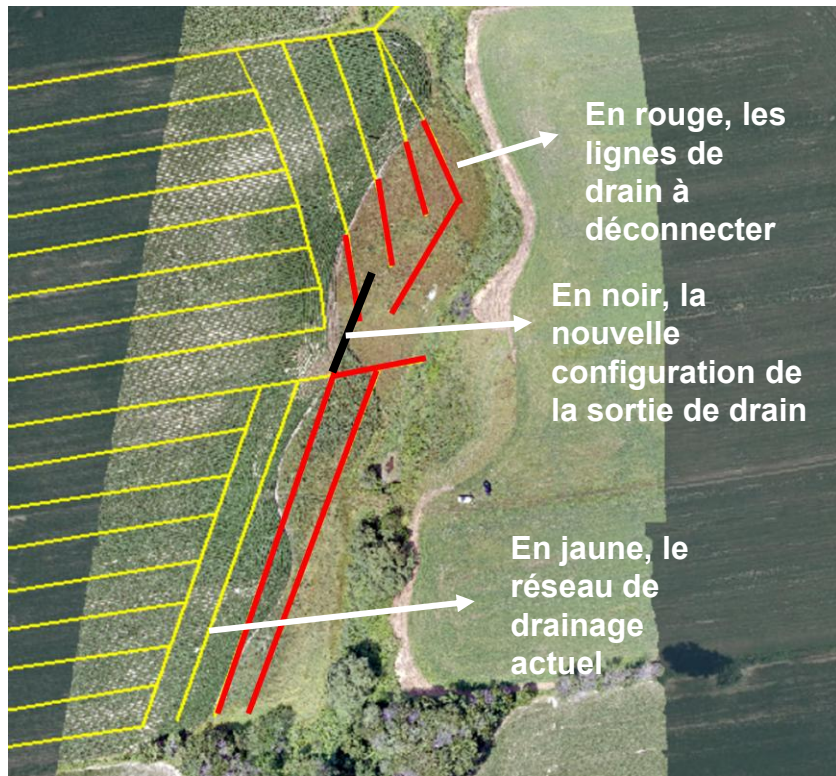 En rouge, les
lignes de
drain à
déconnecter
En noir, la
nouvelle
configuration de
la sortie de drain
En jaune, le
réseau de
drainage
actuel